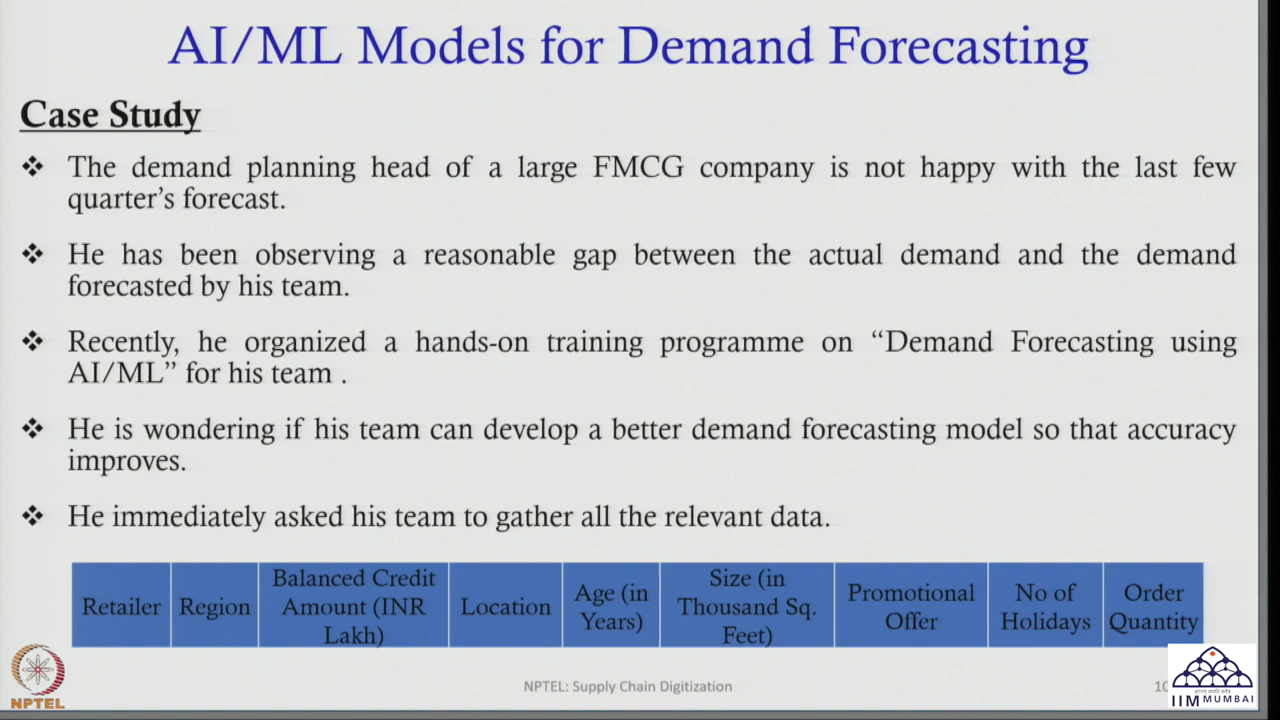 AI/ML Models for Demand Forecasting
Case Study
❖ The demand planning head of a large FMCG company is not happy with the last few
quarter’s forecast.
❖ He has been observing a reasonable gap between the actual demand and the demand
forecasted by his team.
❖ Recently, he organized a hands-on training programme on “Demand Forecasting using
AI/ML” for his team .
❖ He is wondering if his team can develop a better demand forecasting model so that accuracy
improves.
❖ He immediately asked his team to gather all the relevant data.
Retailer
Region
Balanced Credit
Amount (INR
Lakh)
Location
Age (in
Years)
Size (in
Thousand Sq.
Feet)
Promotional
Offer
No of
Holidays
Order
Quantity
NPTEL
NPTEL: Supply Chain Digitization
10
IIM MUMBAI